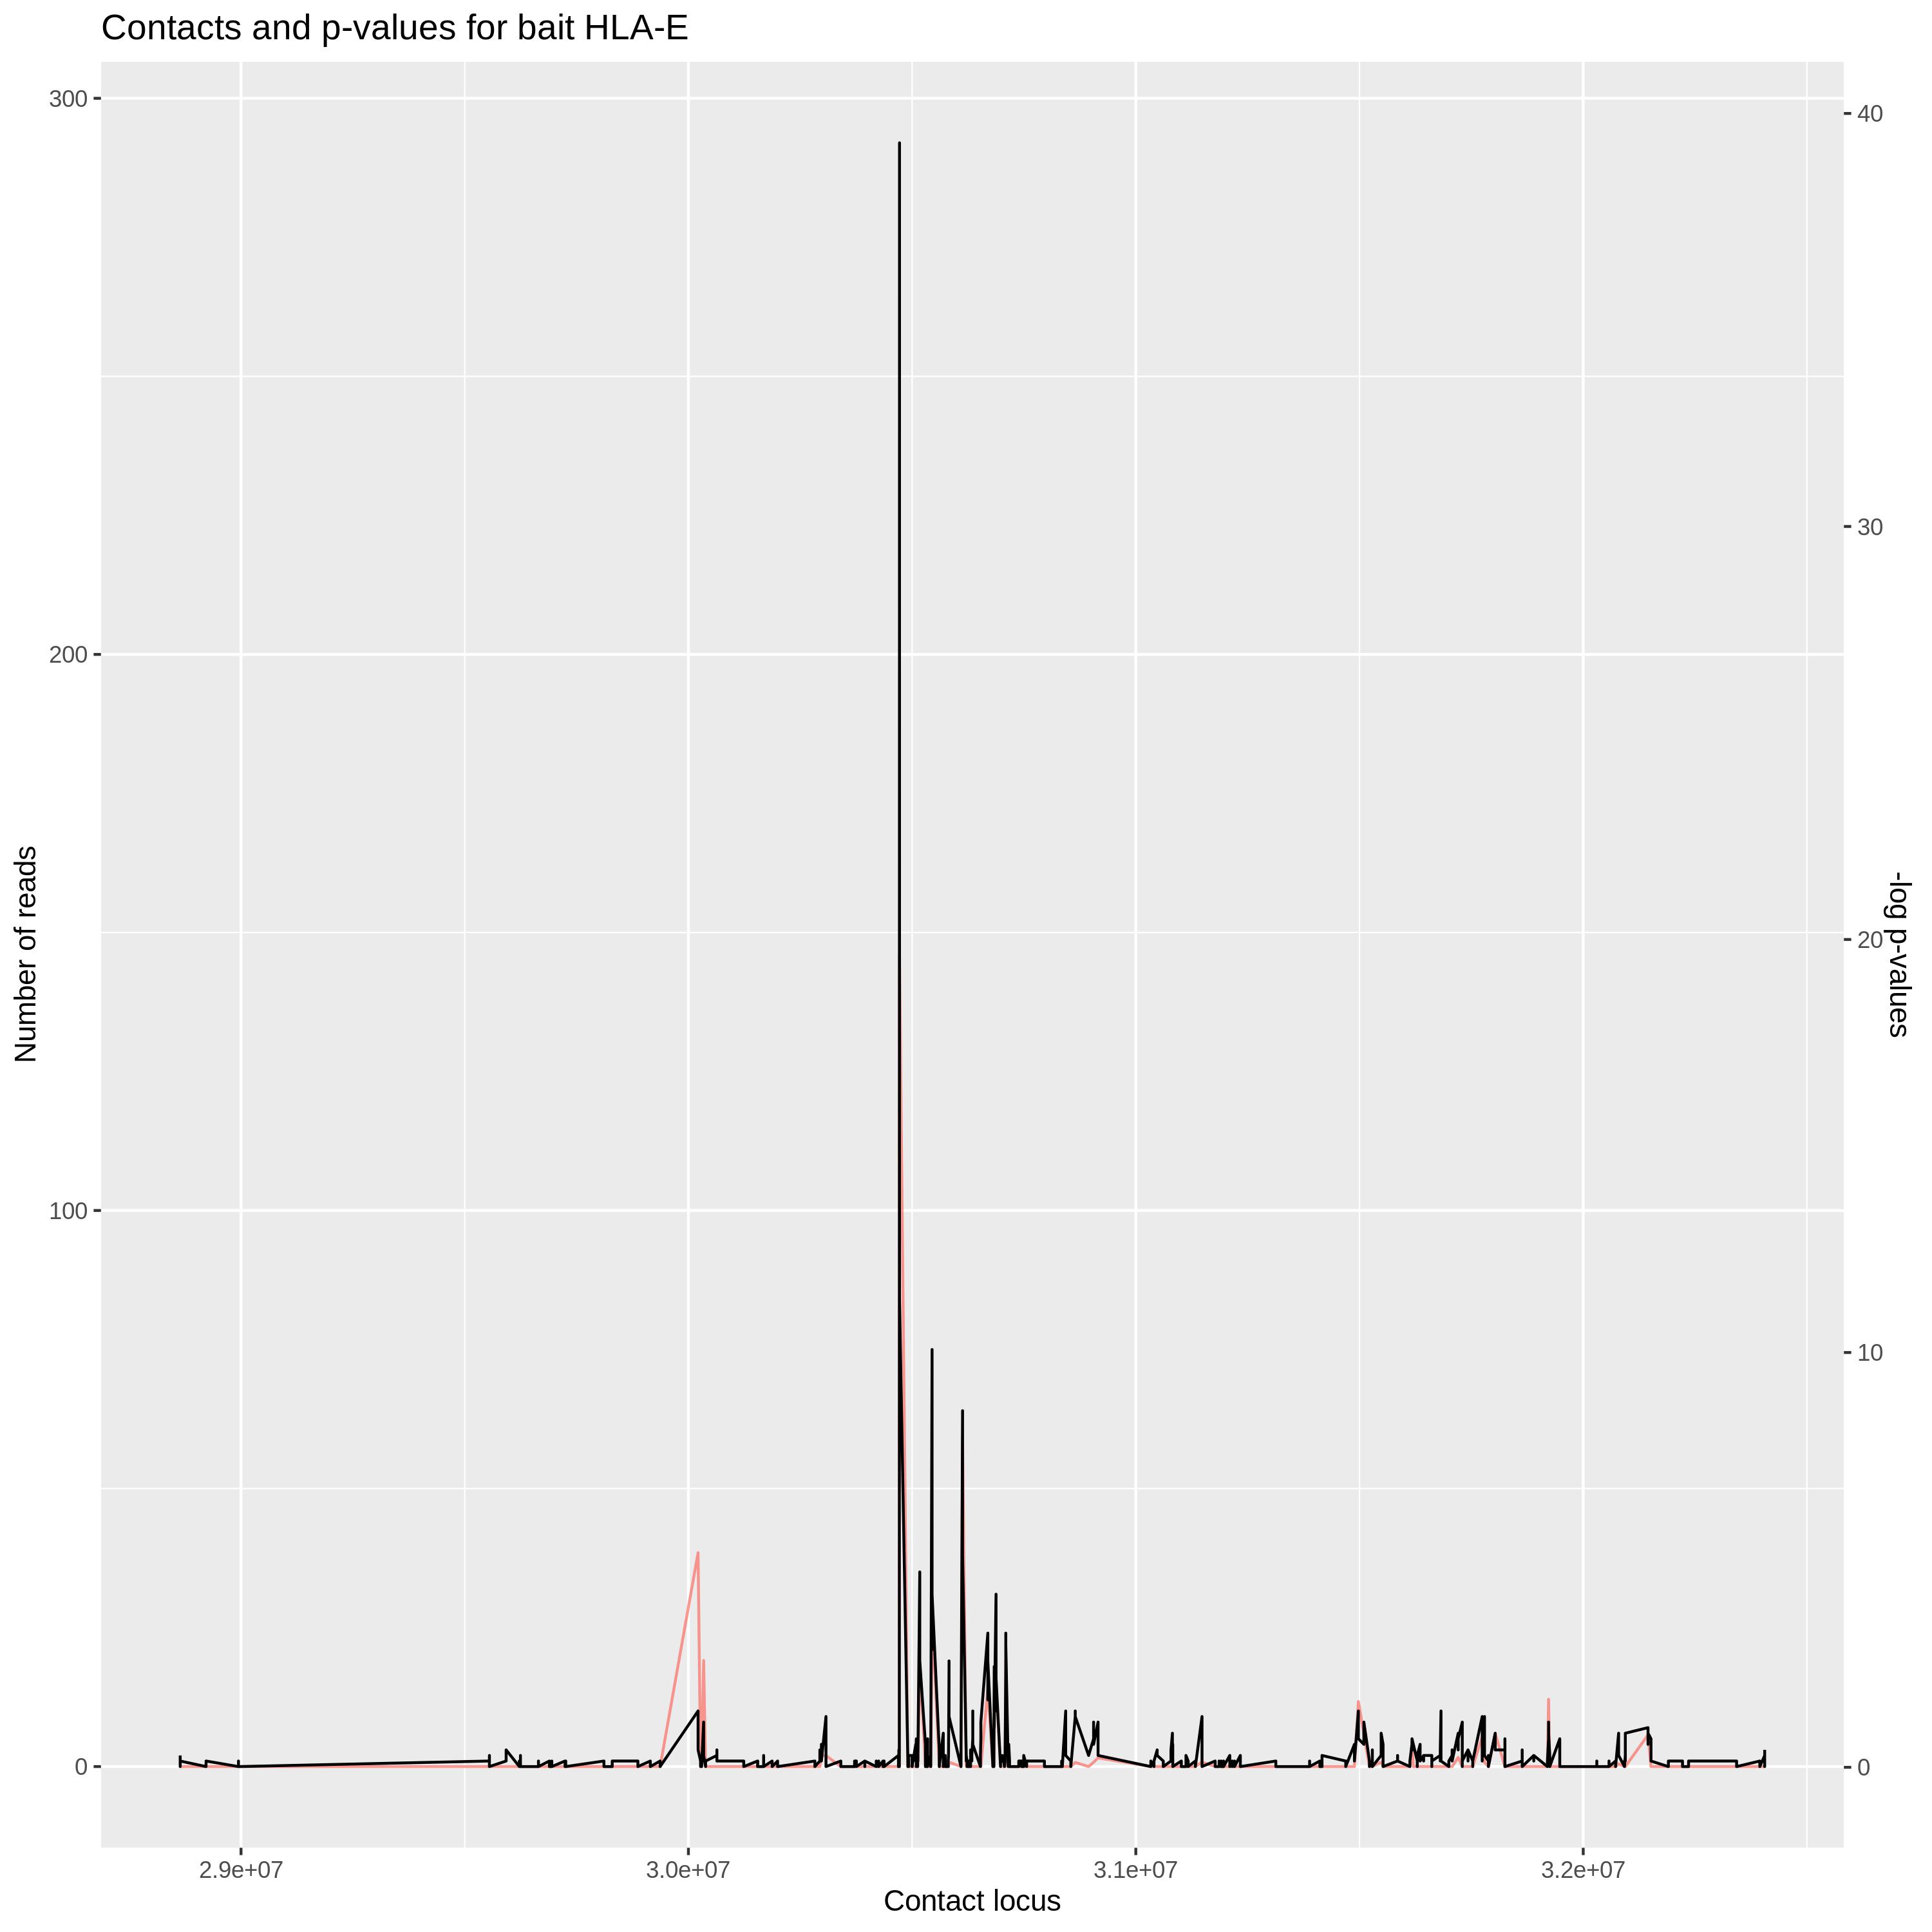 Contacts and p-values for bait HLA-E
300
200
100
0
40
30
20
10
0
Number of reads
-log p-values
2.9e+07
3.0e+07
3.1e+07
3.2e+07
Contact locus